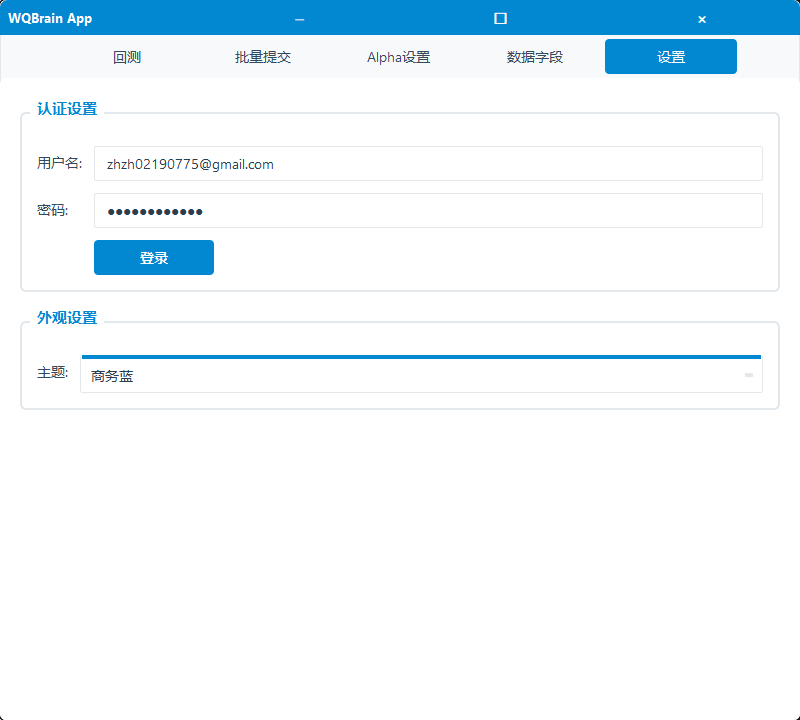 WQBrain App
回测 批量提交 Alpha设置 数据字段 设置
认证设置
用户名: zhzh02190775@gmail.com
密码: ●●●●●●●●●●●●
登录
外观设置
主题: 商务蓝